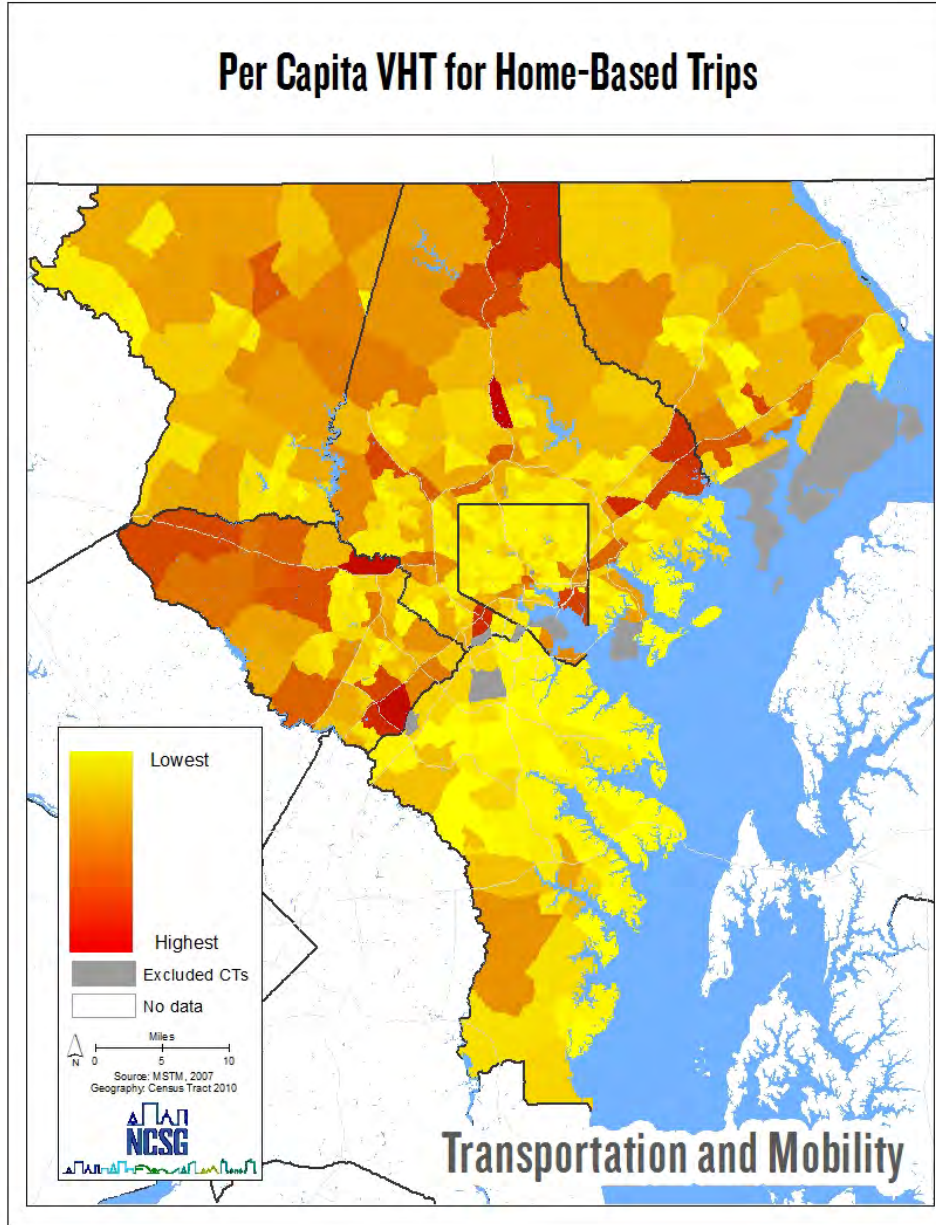 Per Capita VHT for Home-Based Trips
Lowest
Highest
Excluded CTs
No data
Miles
N
0 5 10
Source: MSTM, 2007
Geography: Census Tract 2010
NCSG
Transportation and Mobility